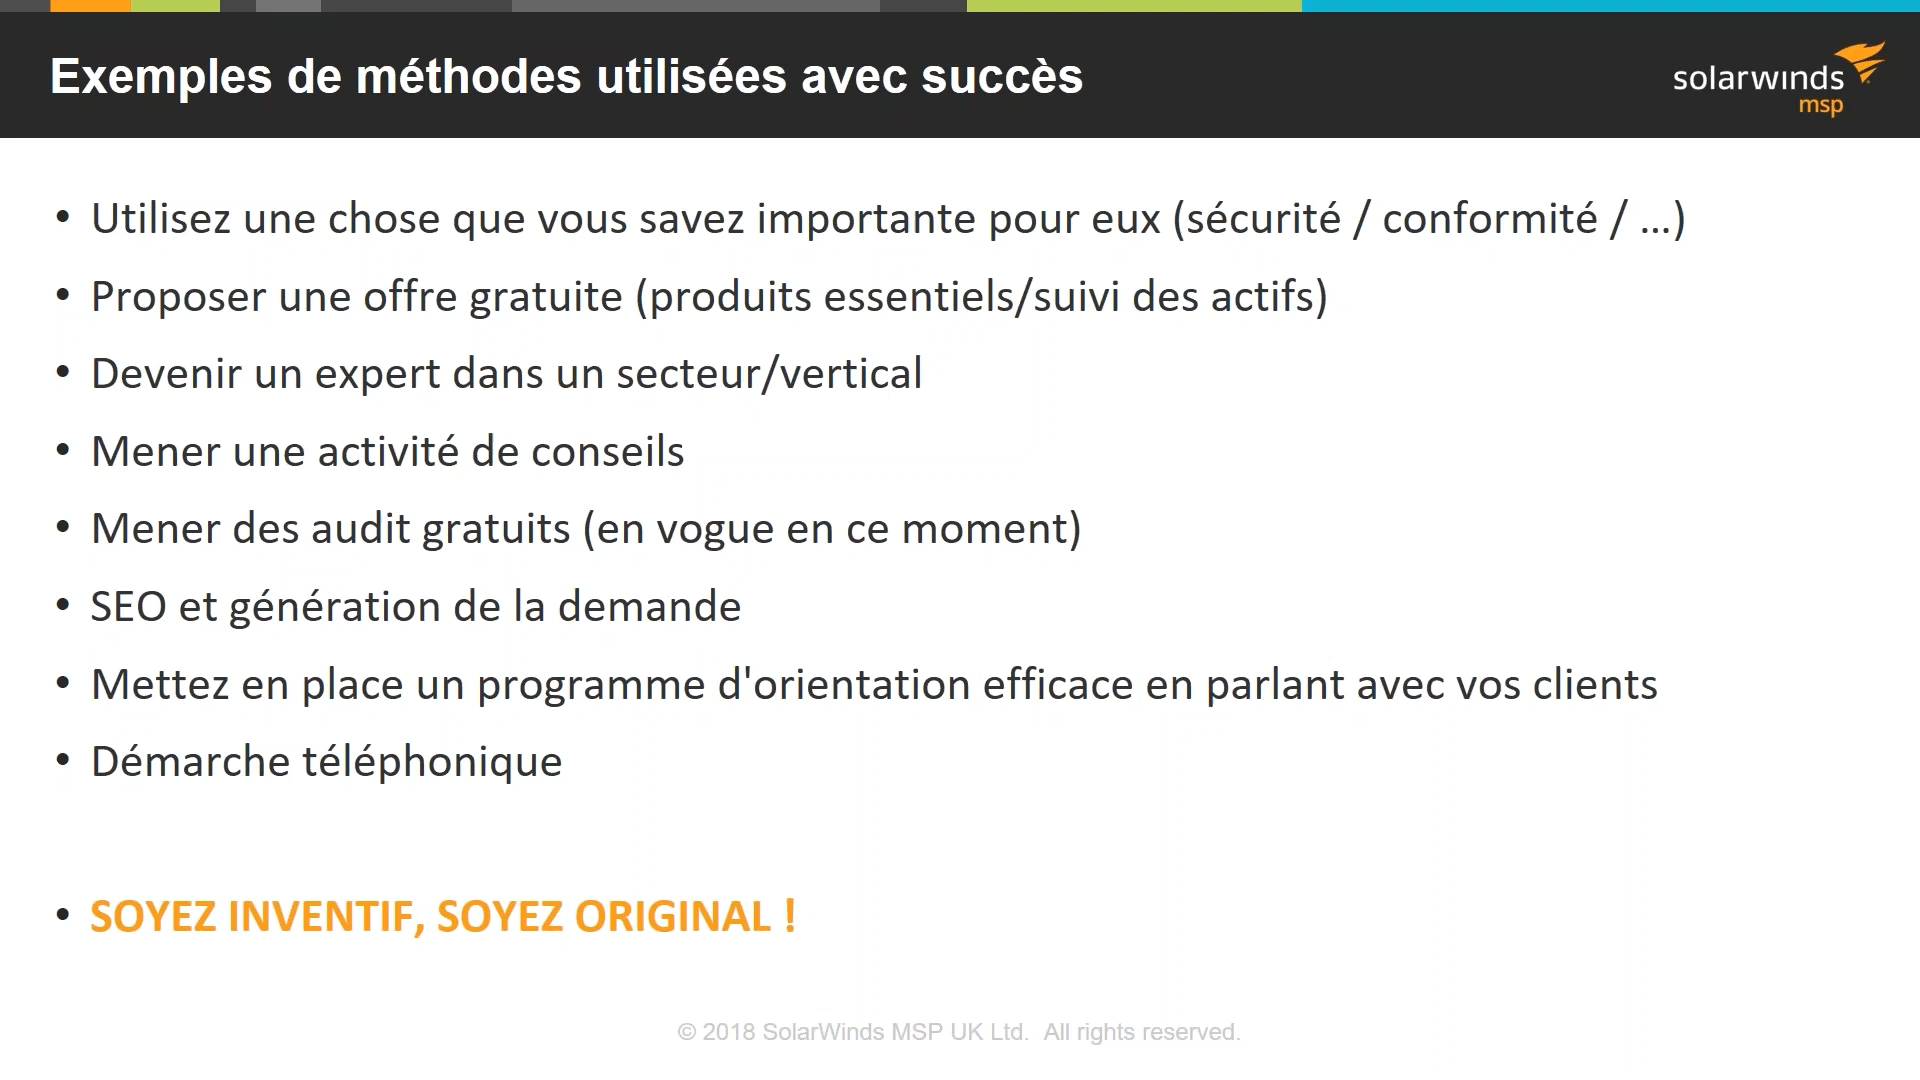 Exemples de méthodes utilisées avec succès
solarwinds
msp
• Utilisez une chose que vous savez importante pour eux (sécurité / conformité / ...)
• Proposer une offre gratuite (produits essentiels/suivi des actifs)
• Devenir un expert dans un secteur/vertical
• Mener une activité de conseils
• Mener des audit gratuits (en vogue en ce moment)
• SEO et génération de la demande
• Mettez en place un programme d'orientation efficace en parlant avec vos clients
• Démarche téléphonique
• SOYEZ INVENTIF, SOYEZ ORIGINAL !
© 2018 SolarWinds MSP UK Ltd. All rights reserved.